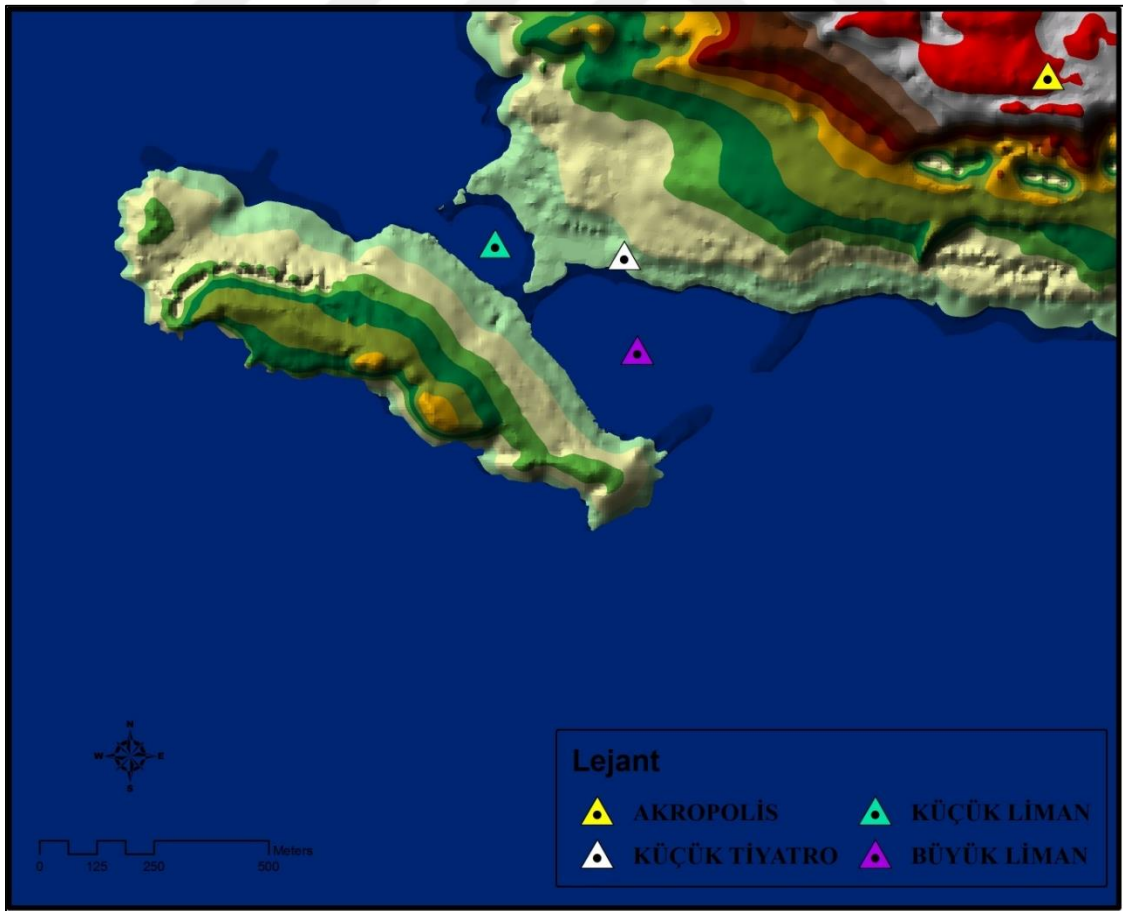 N
W E
S
Meters
0 125 250 500
Lejant
AKROPOLİS KÜÇÜK LİMAN
KÜÇÜK TİYATRO BÜYÜK LİMAN